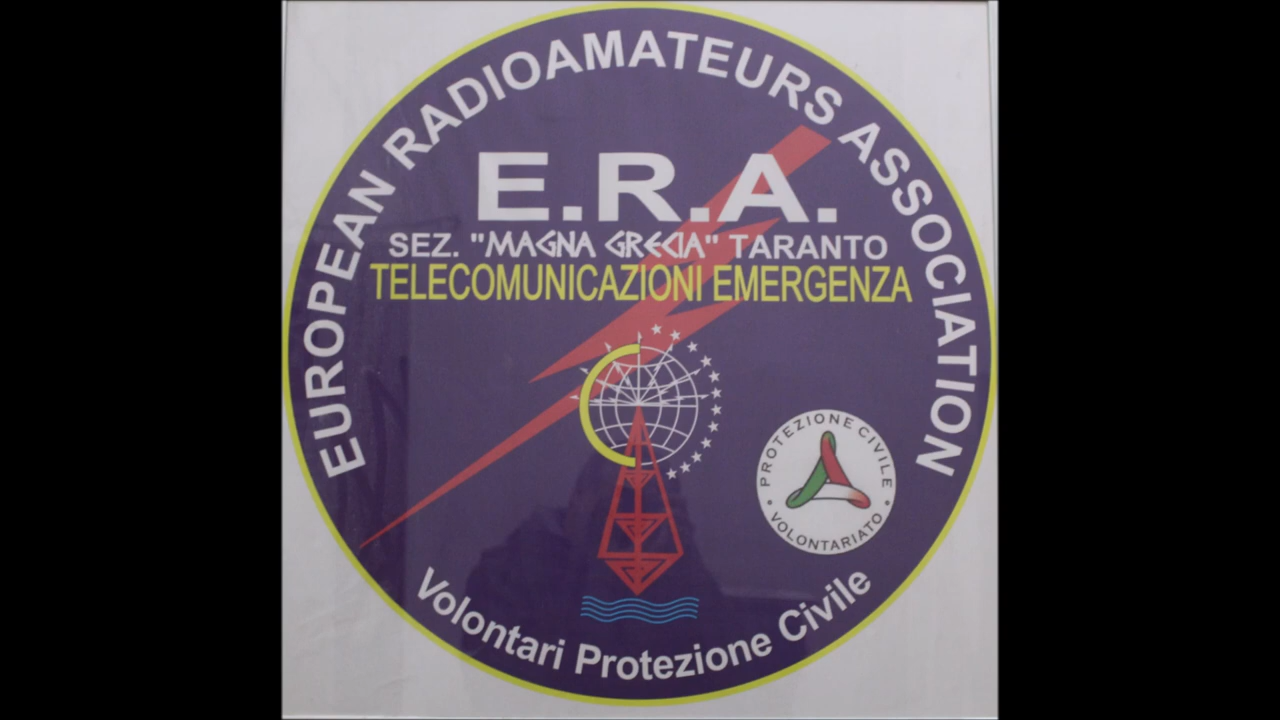 EUROPEAN RADIOAMATEURS ASSOCIATION
E.R.A.
SEZ. "MAGNA GRECIA" TARANTO
TELECOMUNICAZIONI EMERGENZA
PROTEZIONE CIVILE
VOLONTARIATO
Volontari Protezione Civile